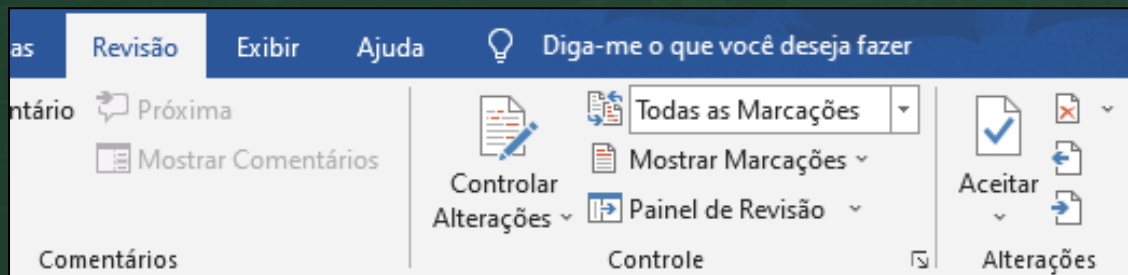 as Revisão Exibir Ajuda Diga-me o que você deseja fazer
ntário Próxima
Mostrar Comentários
Comentários
Controlar
Alterações
Todas as Marcações
Mostrar Marcações
Painel de Revisão
Controle
Aceitar
Alterações